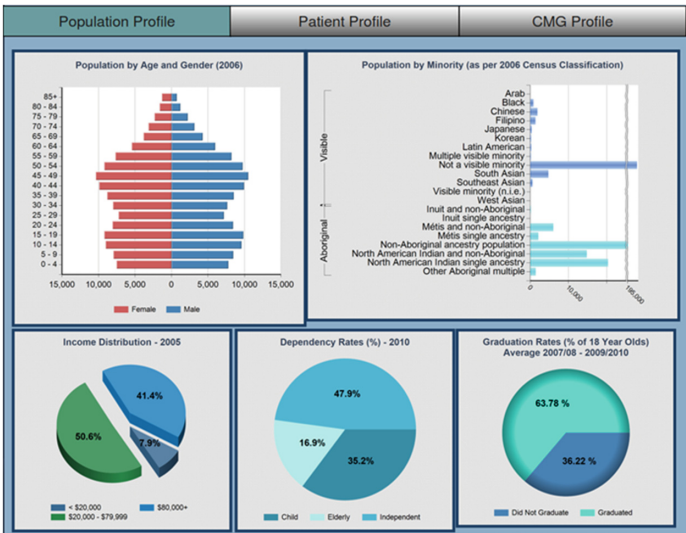 Population Profile
Patient Profile
CMG Profile
Population by Age and Gender (2006)
85+
80 - 84
75 - 79
70 - 74
65 - 69
60 - 64
55 - 59
50 - 54
45 - 49
40 - 44
35 - 39
30 - 34
25 - 29
20 - 24
15 - 19
10 - 14
5 - 9
0 - 4
15,000 10,000 5,000 0 5,000 10,000 15,000
Female Male
Population by Minority (as per 2006 Census Classification)
Visible
Arab
Black
Chinese
Filipino
Japanese
Korean
Latin American
Multiple visible minority
Not a visible minority
South Asian
Southeast Asian
Visible minority (n.i.e.)
West Asian
Aboriginal
Inuit and non-Aboriginal
Inuit single ancestry
Métis and non-Aboriginal
Métis single ancestry
Non-Aboriginal ancestry population
North American Indian and non-Aboriginal
North American Indian single ancestry
Other Aboriginal multiple
0 10,000 195,000
Income Distribution - 2005
41.4%
50.6%
7.9%
< $20,000 $80,000+
$20,000 - $79,999
Dependency Rates (%) - 2010
47.9%
16.9%
35.2%
Child Elderly Independent
Graduation Rates (% of 18 Year Olds)
Average 2007/08 - 2009/2010
63.78 %
36.22 %
Did Not Graduate Graduated